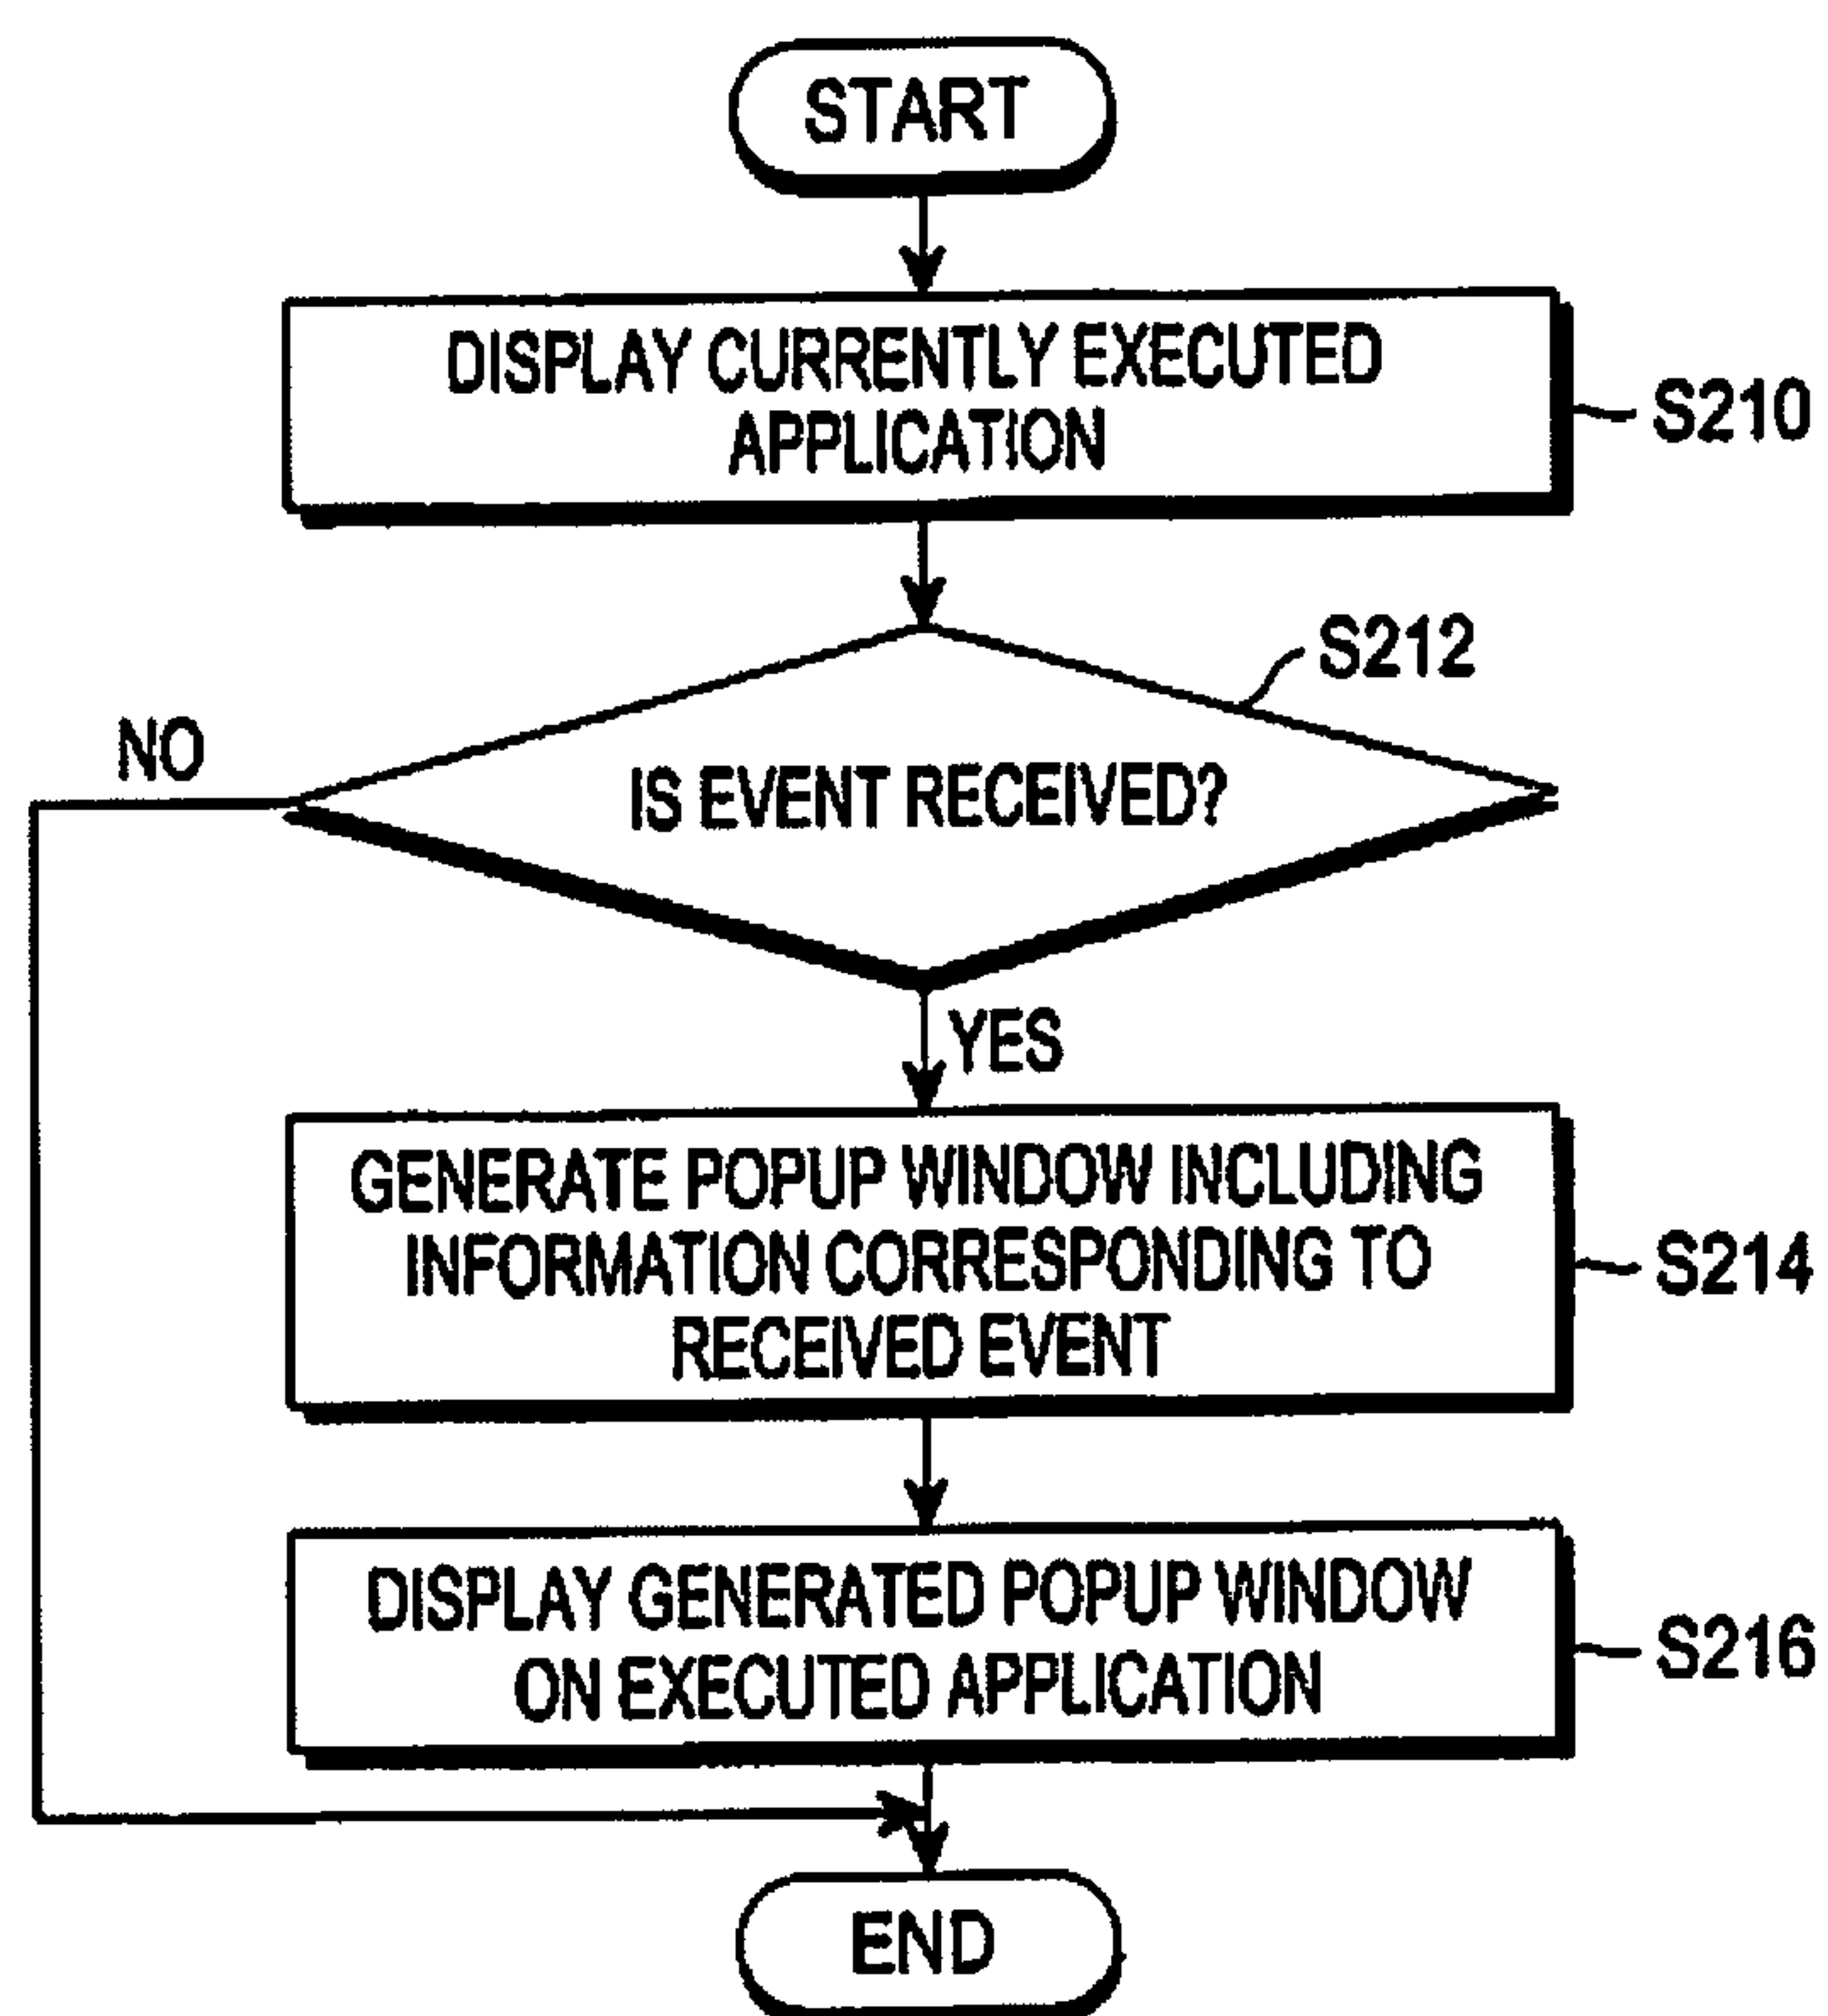 START
DISPLAY CURRENTLY EXECUTED
APPLICATION
S210
S212
NO
IS EVENT RECEIVED?
YES
GENERATE POPUP WINDOW INCLUDING
INFORMATION CORRESPONDING TO
RECEIVED EVENT
S214
DISPLAY GENERATED POPUP WINDOW
ON EXECUTED APPLICATION
S216
END